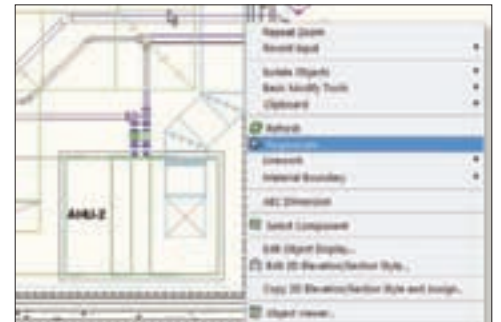 Repeat Zoom
Recent Input
Isolate Objects
Basic Modify Tools
Clipboard
Refresh
Regenerate
Linework
Material Boundary
AEC Dimension
Select Component
Edit Object Display...
Edit 2D Elevation/Section Style...
Copy 2D Elevation/Section Style and Assign...
Object Viewer...
AHU-2